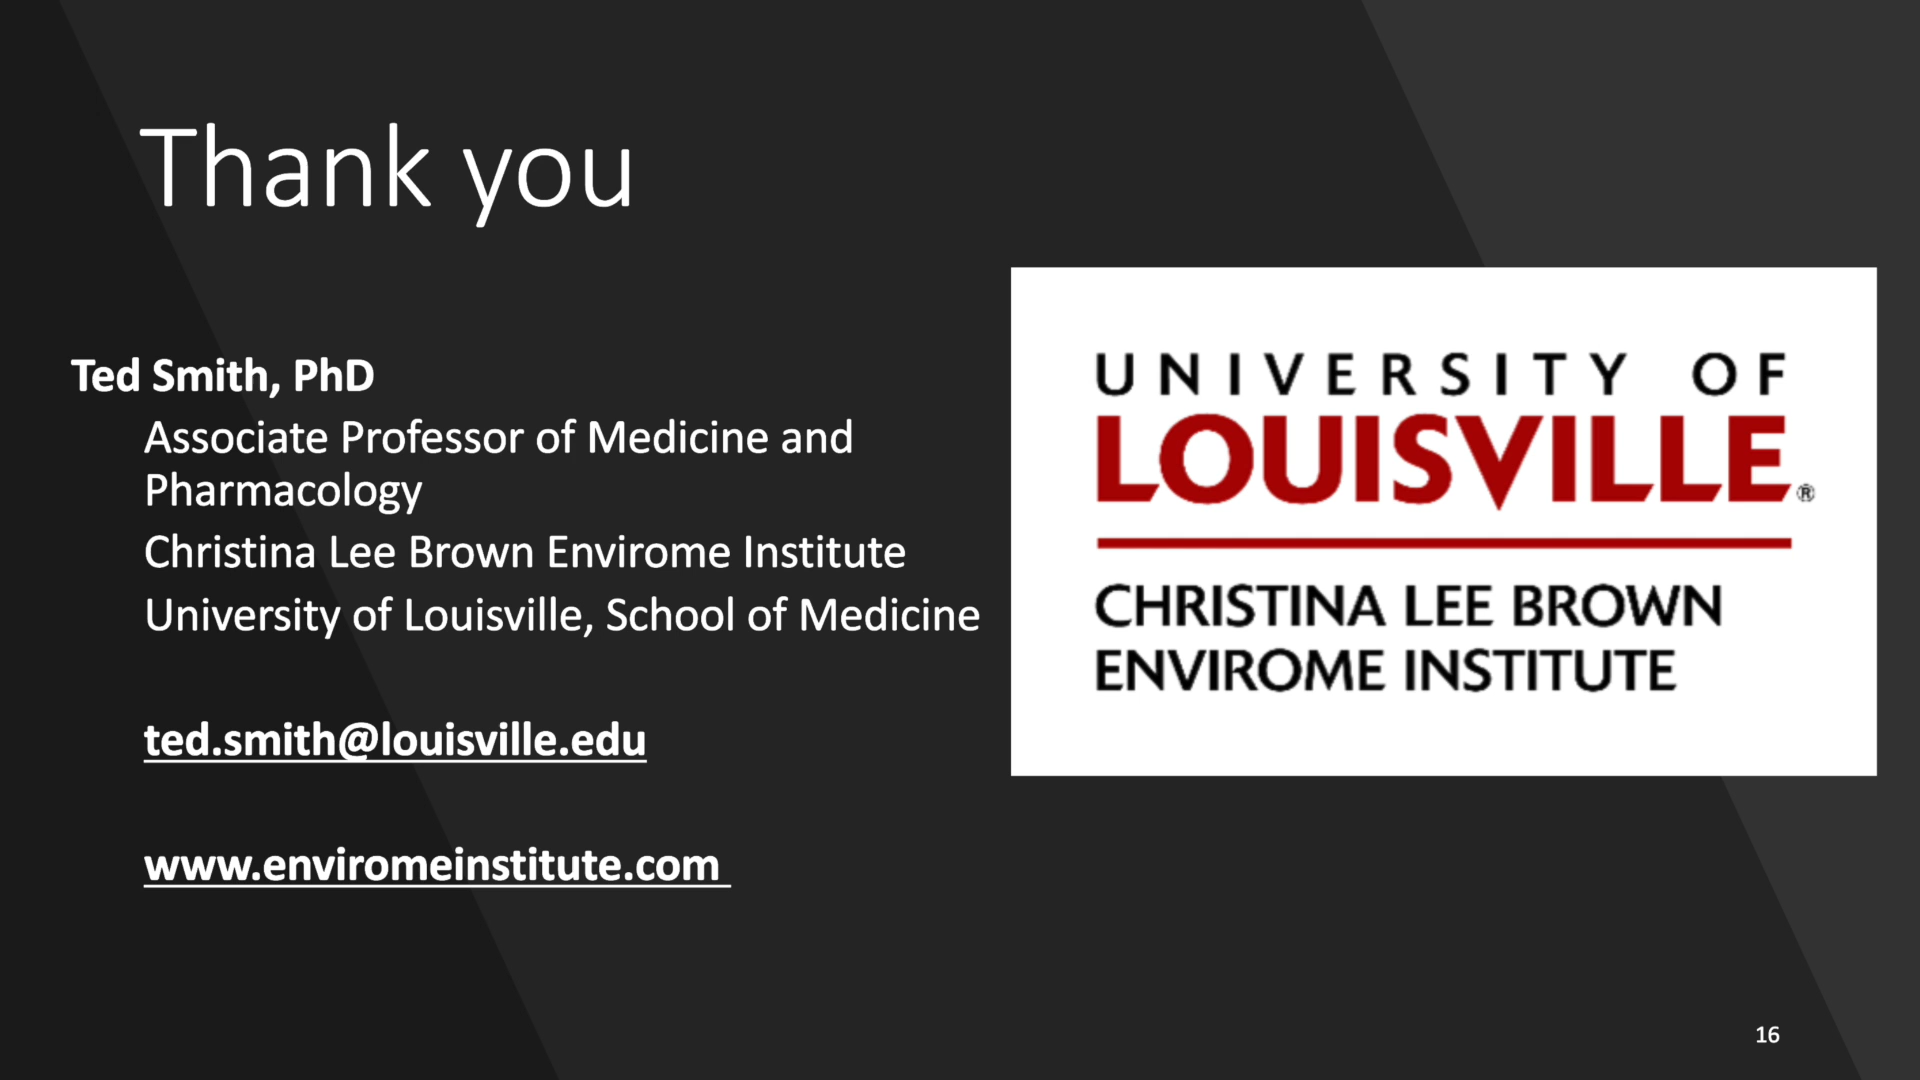 Thank you
Ted Smith, PhD
Associate Professor of Medicine and
Pharmacology
Christina Lee Brown Envirome Institute
University of Louisville, School of Medicine
ted.smith@louisville.edu
www.enviromeinstitute.com
UNIVERSITY OF
LOUISVILLE®
CHRISTINA LEE BROWN
ENVIROME INSTITUTE
16